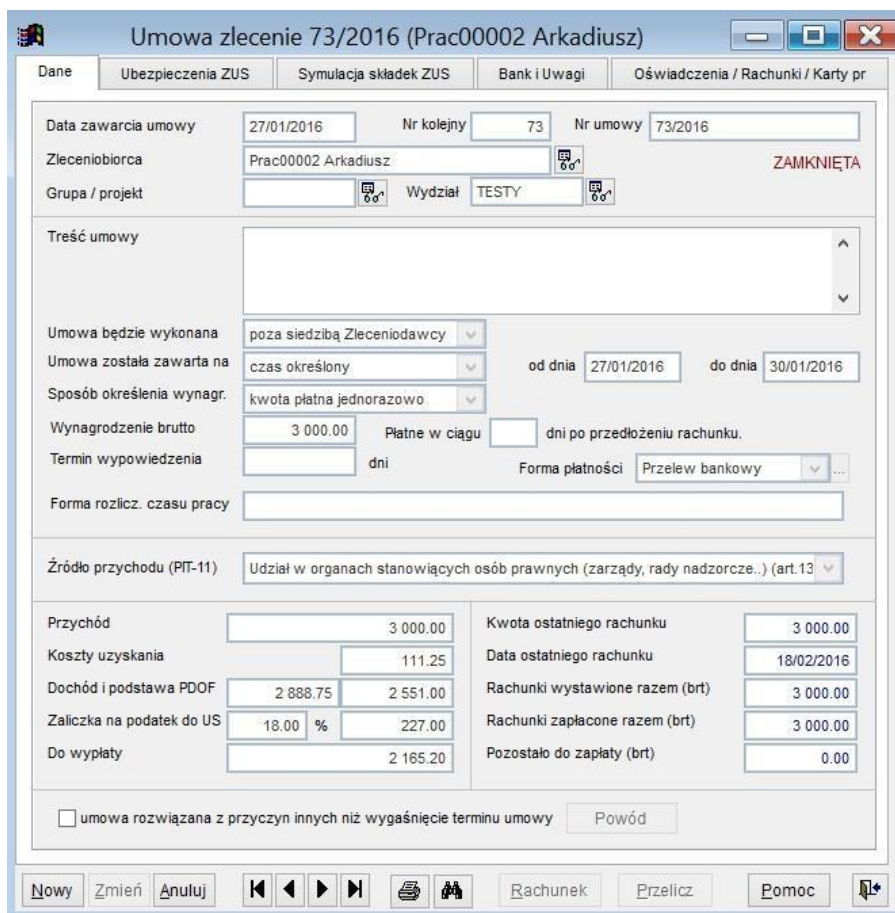 Umowa zlecenie 73/2016 (Prac00002 Arkadiusz)
Dane Ubezpieczenia ZUS Symulacja składek ZUS Bank i Uwagi Oświadczenia / Rachunki / Karty pr
Data zawarcia umowy 27/01/2016 Nr kolejny 73 Nr umowy 73/2016
Zleceniobiorca Prac00002 Arkadiusz ZAMKNIĘTA
Grupa / projekt Wydział TESTY
Treść umowy
Umowa będzie wykonana poza siedzibą Zleceniodawcy
Umowa została zawarta na czas określony od dnia 27/01/2016 do dnia 30/01/2016
Sposób określenia wynagr. kwota płatna jednorazowo
Wynagrodzenie brutto 3 000.00 Płatne w ciągu dni po przedłożeniu rachunku.
Termin wypowiedzenia dni Forma płatności Przelew bankowy ...
Forma rozlicz. czasu pracy
Źródło przychodu (PIT-11) Udział w organach stanowiących osób prawnych (zarządy, rady nadzorcze..) (art.13
Przychód 3 000.00 Kwota ostatniego rachunku 3 000.00
Koszty uzyskania 111.25 Data ostatniego rachunku 18/02/2016
Dochód i podstawa PDOF 2 888.75 2 551.00 Rachunki wystawione razem (brt) 3 000.00
Zaliczka na podatek do US 18.00 % 227.00 Rachunki zapłacone razem (brt) 3 000.00
Do wypłaty 2 165.20 Pozostało do zapłaty (brt) 0.00
umowa rozwiązana z przyczyn innych niż wygaśnięcie terminu umowy Powód
Nowy Zmień Anuluj Rachunek Przelicz Pomoc